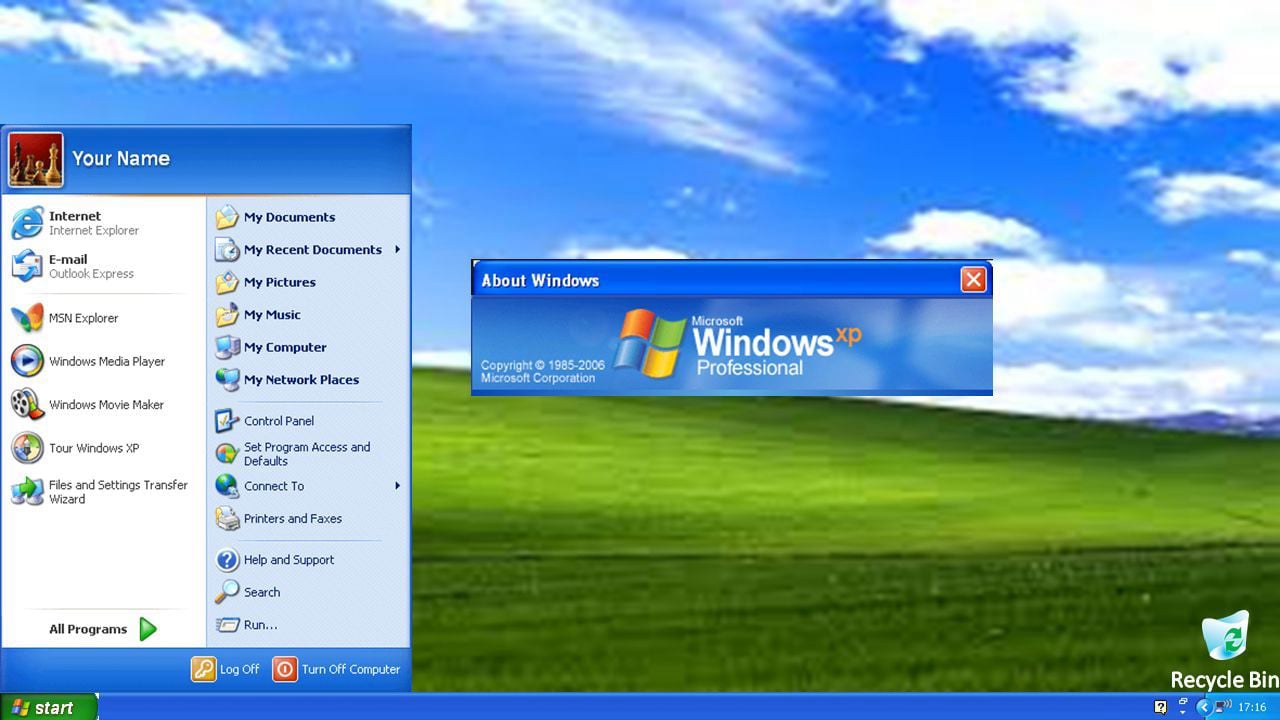 Your Name
Internet
Internet Explorer
E-mail
Outlook Express
MSN Explorer
Windows Media Player
Windows Movie Maker
Tour Windows XP
Files and Settings Transfer
Wizard
All Programs
My Documents
My Recent Documents
My Pictures
My Music
My Computer
My Network Places
Control Panel
Set Program Access and
Defaults
Connect To
Printers and Faxes
Help and Support
Search
Run...
Log Off
Turn Off Computer
About Windows
Microsoft
Windows xp
Professional
Copyright © 1985-2006
Microsoft Corporation
Recycle Bin
start
17:16